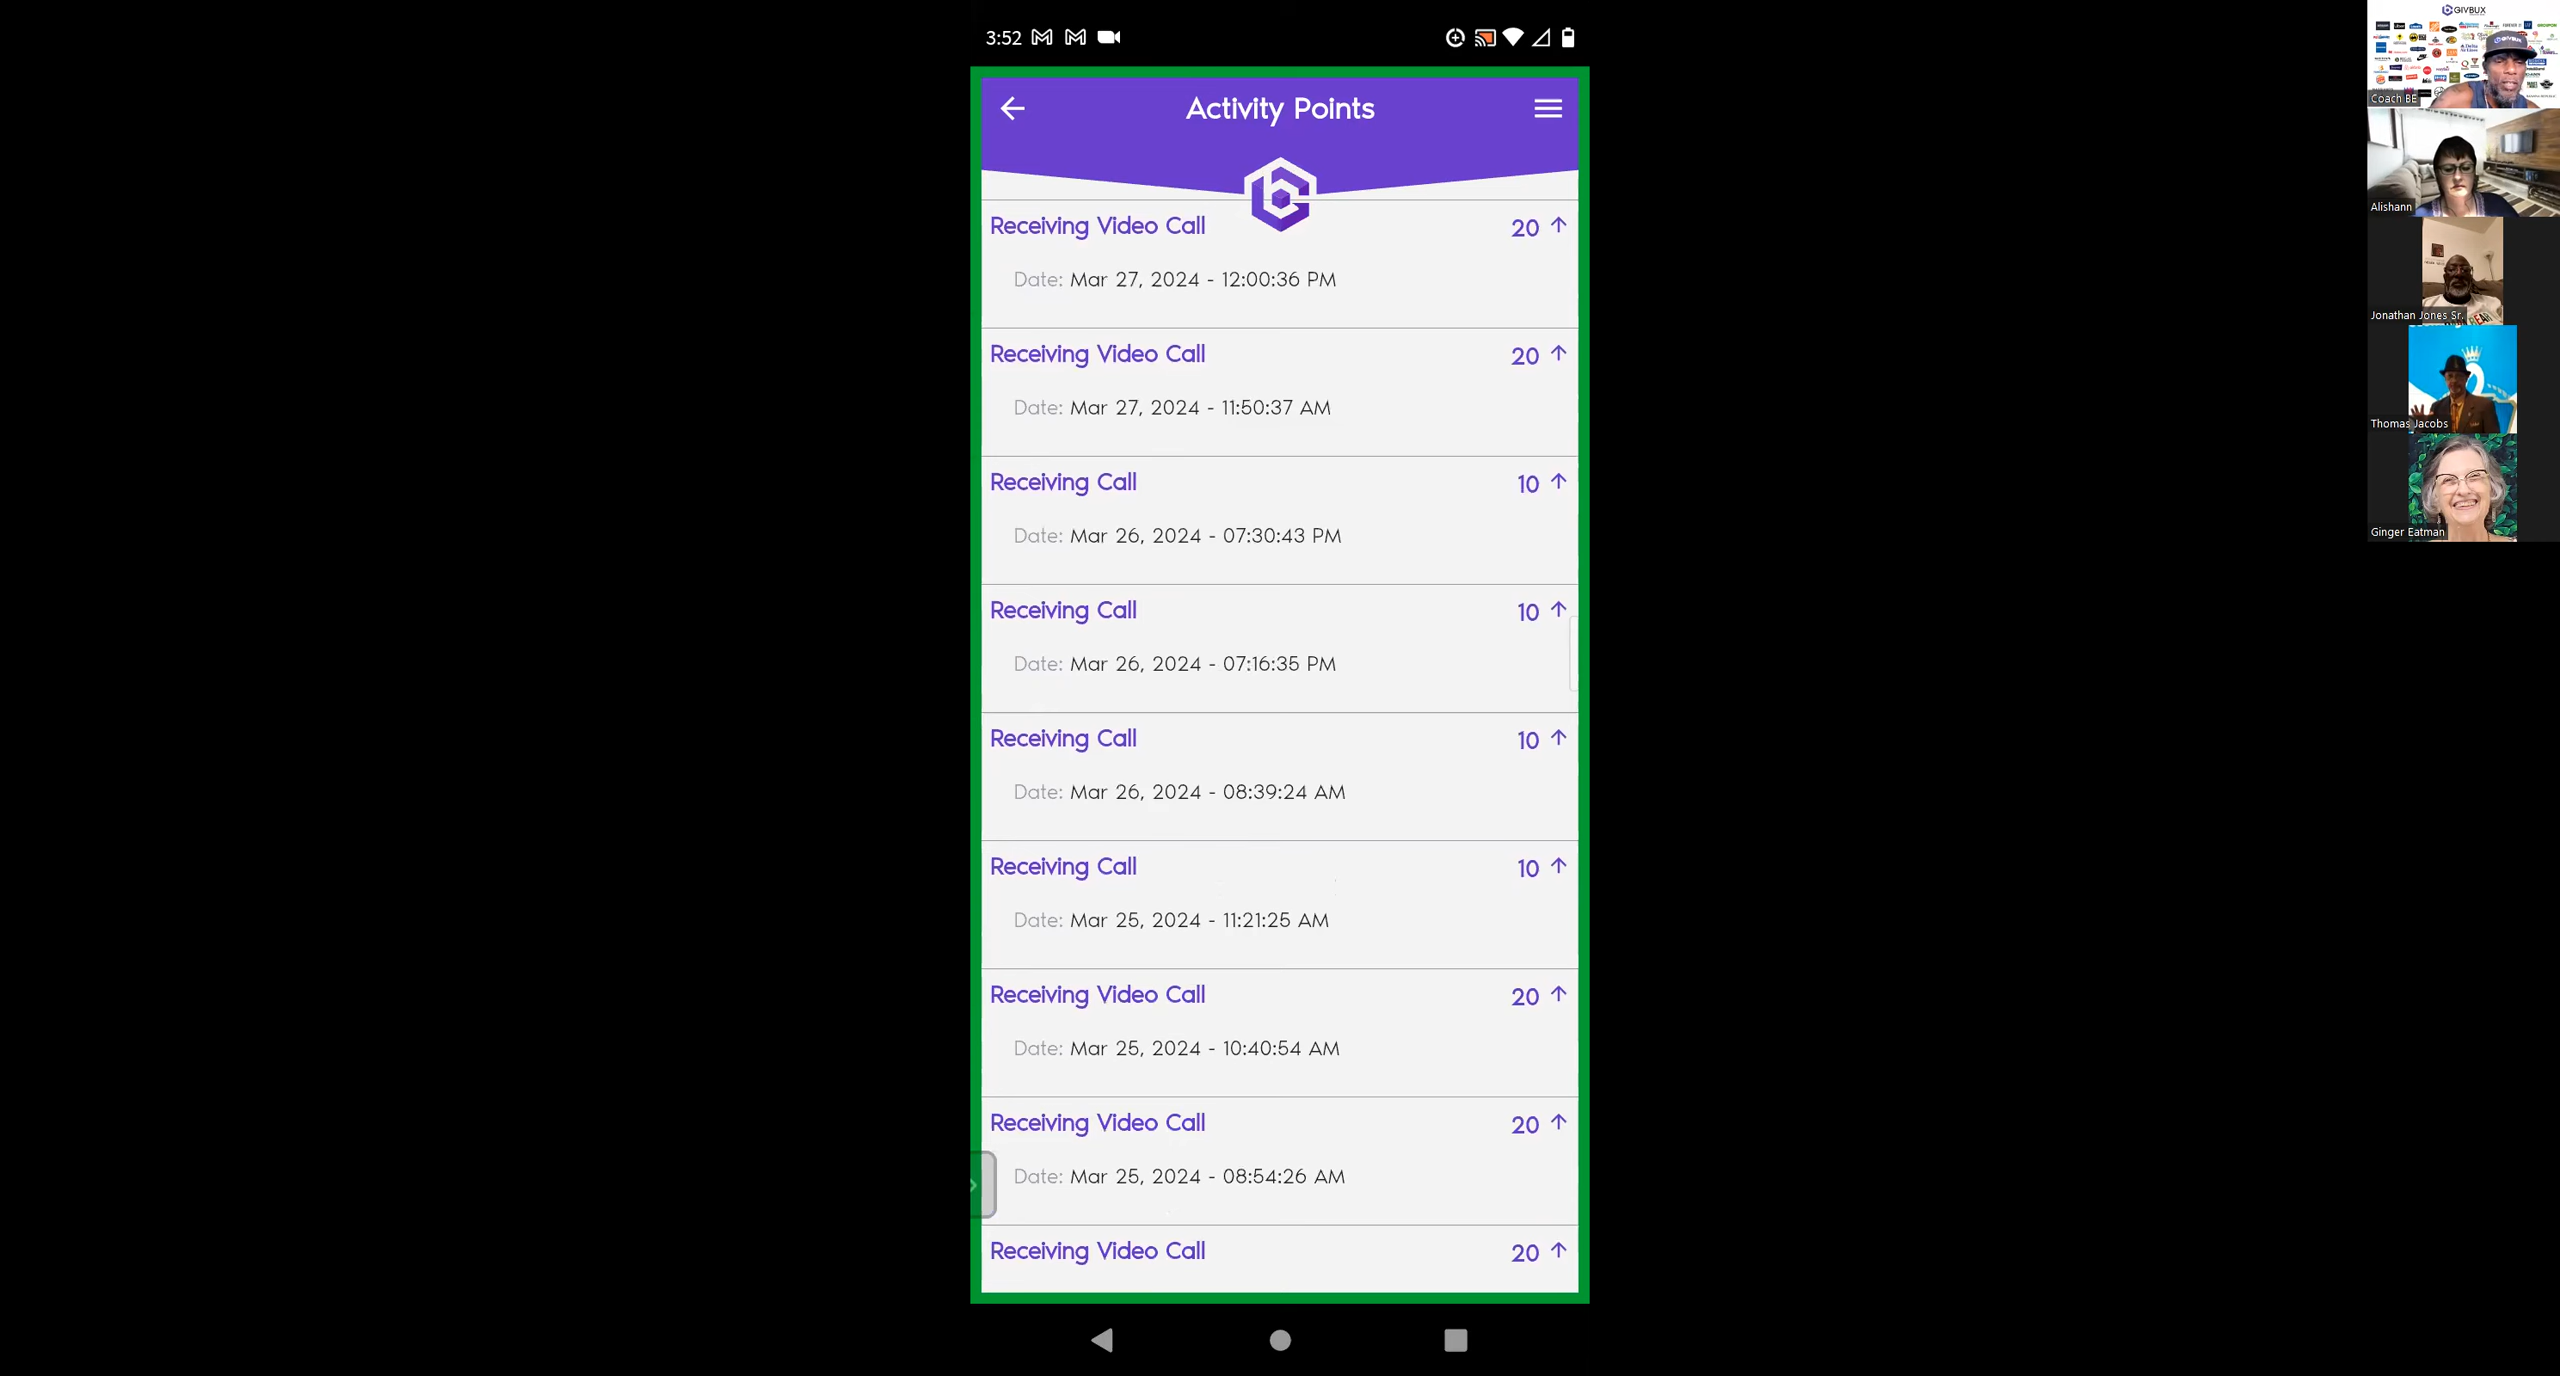 3:52
Activity Points
Receiving Video Call
20
Date: Mar 27, 2024 - 12:00:36 PM
Receiving Video Call
20
Date: Mar 27, 2024 - 11:50:37 AM
Receiving Call
10
Date: Mar 26, 2024 - 07:30:43 PM
Receiving Call
10
Date: Mar 26, 2024 - 07:16:35 PM
Receiving Call
10
Date: Mar 26, 2024 - 08:39:24 AM
Receiving Call
10
Date: Mar 25, 2024 - 11:21:25 AM
Receiving Video Call
20
Date: Mar 25, 2024 - 10:40:54 AM
Receiving Video Call
20
Date: Mar 25, 2024 - 08:54:26 AM
Receiving Video Call
20
GIVBUX
Coach BE
Alishann
Jonathan Jones Sr.
Thomas Jacobs
Ginger Eatman